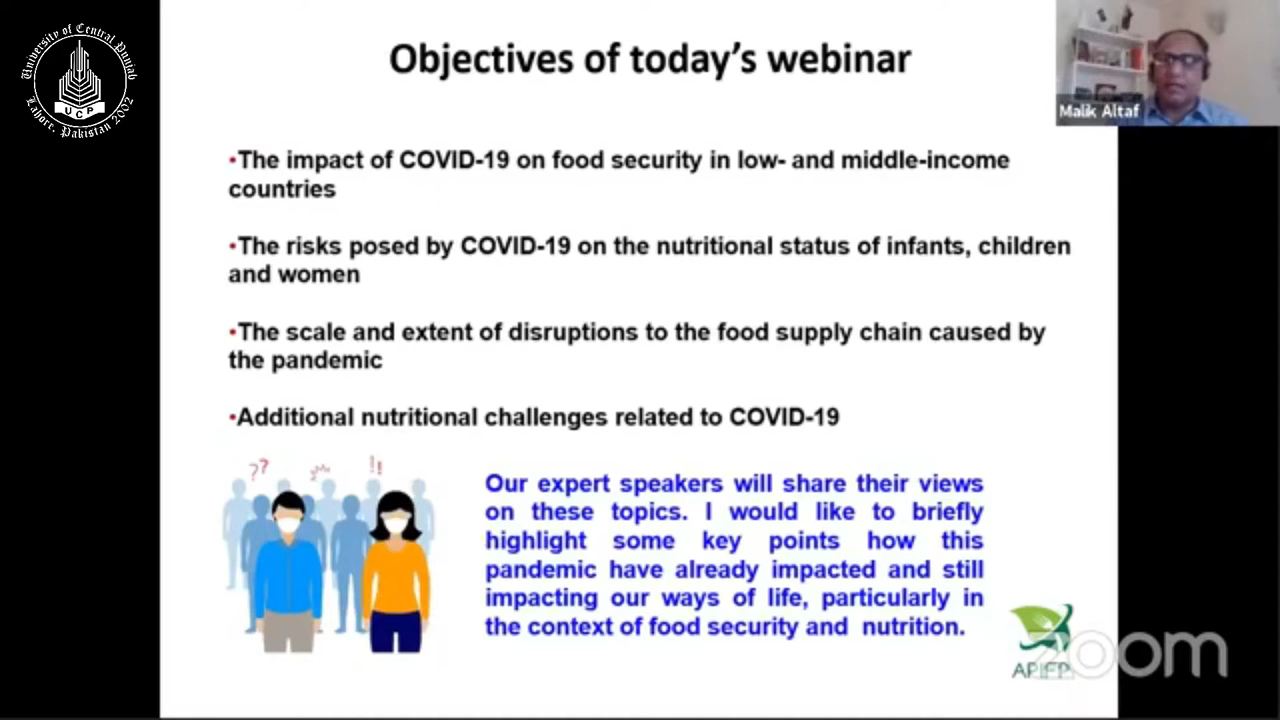 University of Central Punjab
UCP
Lahore, Pakistan 2002
Objectives of today's webinar
Malik Altaf
•The impact of COVID-19 on food security in low- and middle-income
countries
•The risks posed by COVID-19 on the nutritional status of infants, children
and women
•The scale and extent of disruptions to the food supply chain caused by
the pandemic
•Additional nutritional challenges related to COVID-19
??
!!
Our expert speakers will share their views
on these topics. I would like to briefly
highlight some key points how this
pandemic have already impacted and still
impacting our ways of life, particularly in
the context of food security and nutrition.
zoom
APIFP